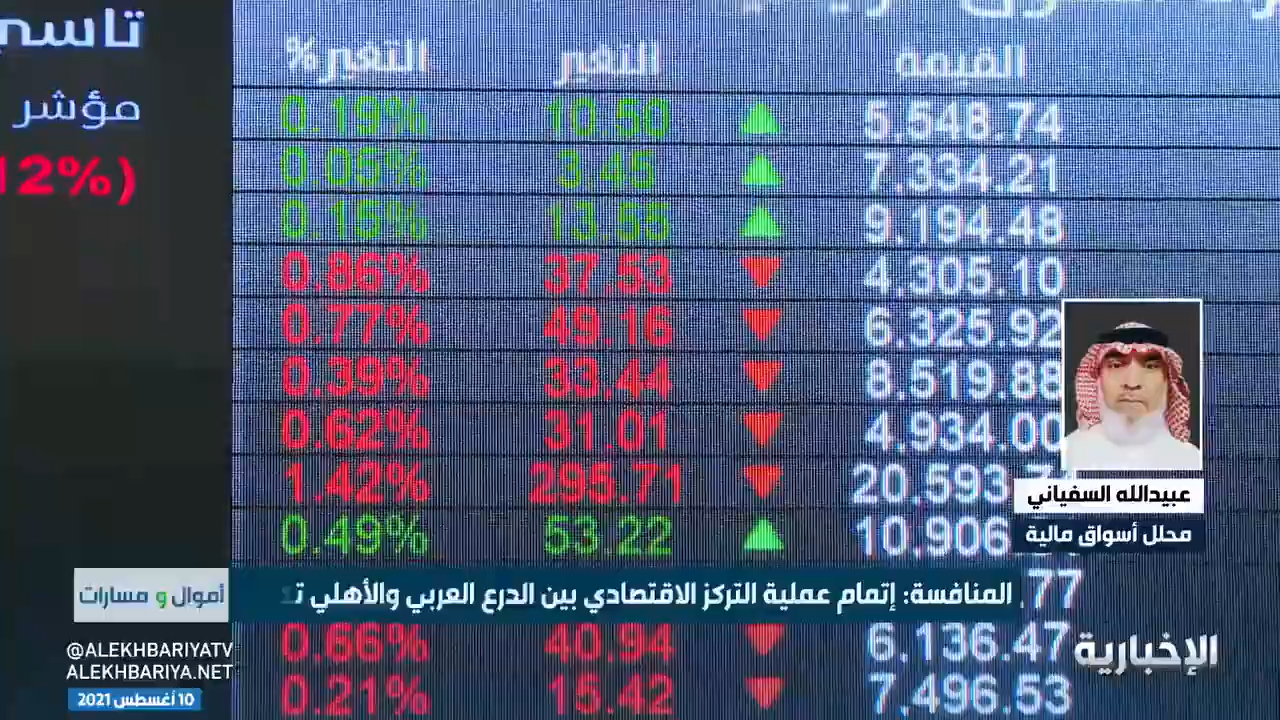 مؤشر
12%)
القيمة التغير التغير%
5,548.74 10.50 0.19%
7,334.21 3.45 0.05%
9,194.48 13.55 0.15%
4,305.10 37.53 0.86%
6,325.92 49.16 0.77%
8,519.88 33.44 0.39%
4,934.00 31.01 0.62%
20,593 295.71 1.42%
10,906 53.22 0.49%
.77
6,136.47 40.94 0.66%
7,496.53 15.42 0.21%
عبيدالله السفياني
محلل أسواق مالية
المنافسة: إتمام عملية التركز الاقتصادي بين الدرع العربي والأهلي
أموال و مسارات
الإخبارية
@ALEKHBARIYATV
ALEKHBARIYA.NET
10 أغسطس 2021